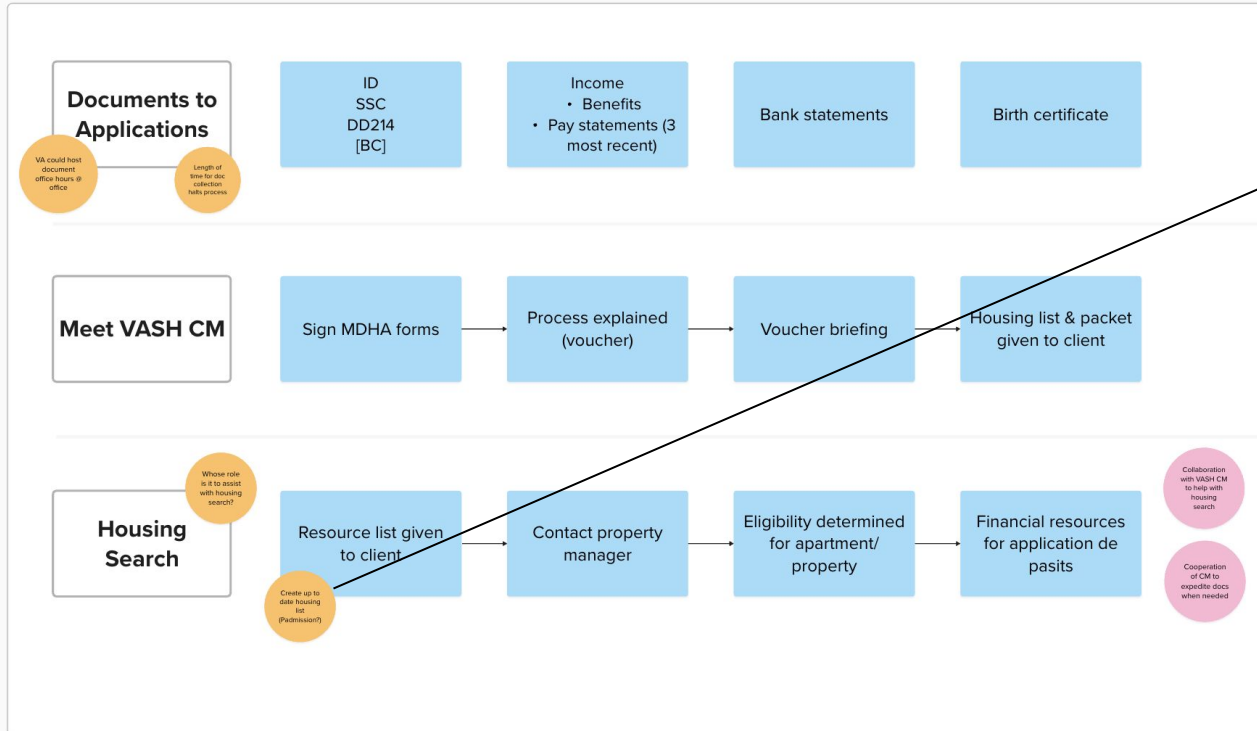 Documents to
Applications
VA could host
document
office hours @
office
Length of
time for doc
collection
halts process
ID
SSC
DD214
[BC]
Income
• Benefits
• Pay statements (3
most recent)
Bank statements
Birth certificate
Meet VASH CM
Sign MDHA forms
Process explained
(voucher)
Voucher briefing
Housing list & packet
given to client
Whose role
is it to assist
with housing
search?
Housing
Search
Resource list given
to client
Create up to
date housing
list
(Padmission?)
Contact property
manager
Eligibility determined
for apartment/
property
Financial resources
for application de
pasits
Collaboration
with VASH CM
to help with
housing
search
Cooperation
of CM to
expedite docs
when needed